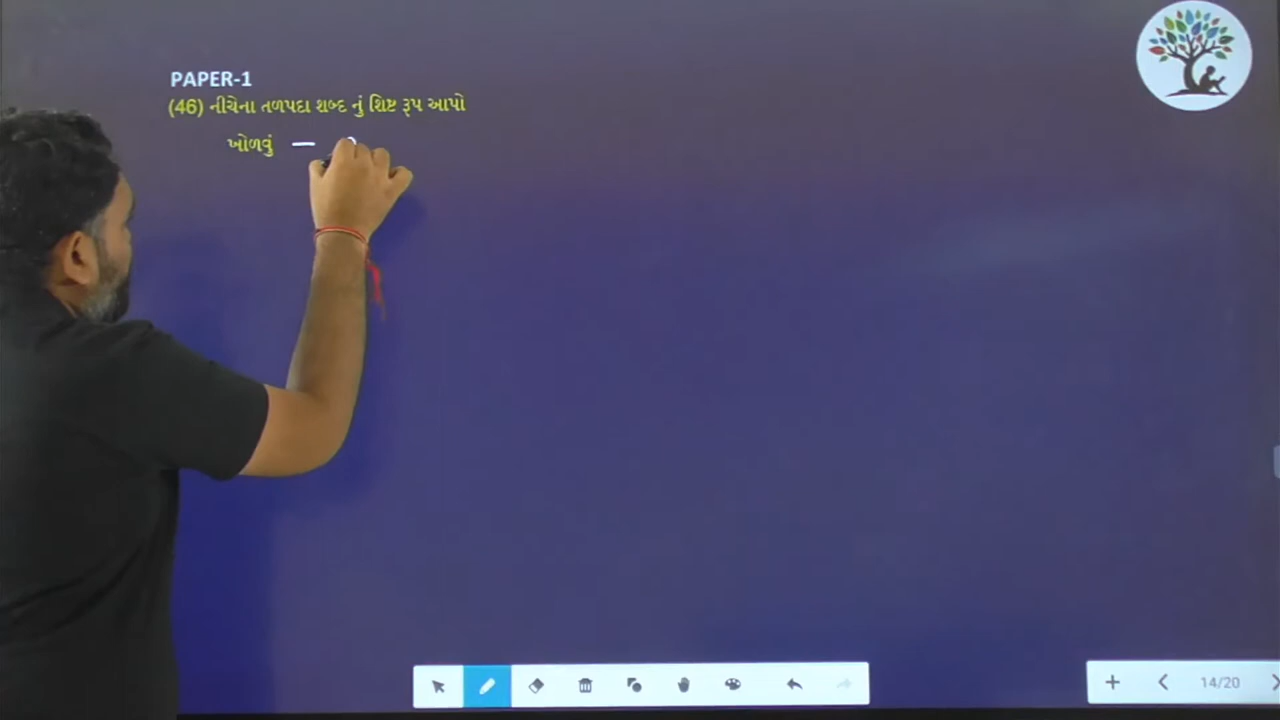 PAPER-1
(46) નીચેના તળપદા શબ્દ નું શિષ્ટ રૂપ આપો
ખોળવું —
14/20